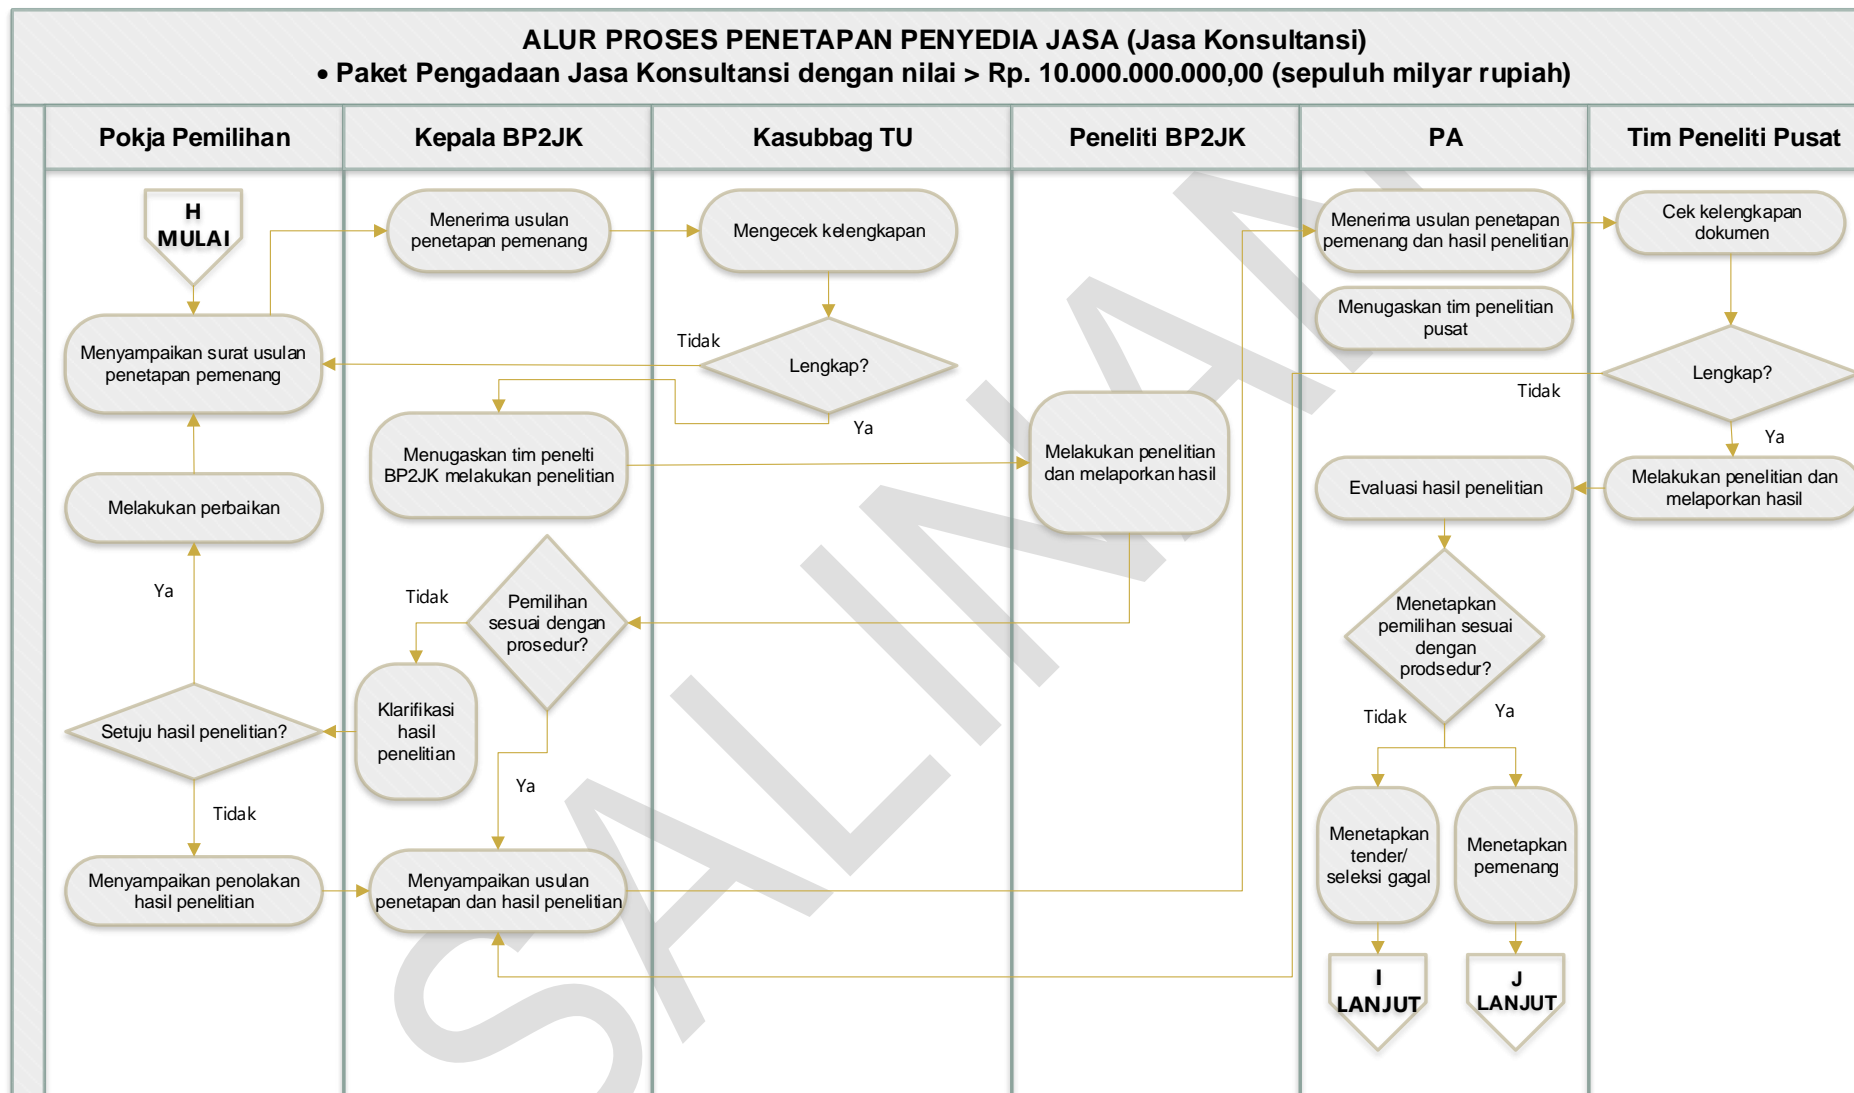 ALUR PROSES PENETAPAN PENYEDIA JASA (Jasa Konsultansi)
• Paket Pengadaan Jasa Konsultansi dengan nilai > Rp. 10.000.000.000,00 (sepuluh milyar rupiah)
Pokja Pemilihan
Kepala BP2JK
Kasubbag TU
Peneliti BP2JK
PA
Tim Peneliti Pusat
H
MULAI
Menyampaikan surat usulan
penetapan pemenang
Melakukan perbaikan
Ya
Setuju hasil penelitian?
Tidak
Menyampaikan penolakan
hasil penelitian
Menerima usulan
penetapan pemenang
Menugaskan tim penelti
BP2JK melakukan penelitian
Pemilihan
sesuai dengan
prosedur?
Tidak
Klarifikasi
hasil
penelitian
Ya
Menyampaikan usulan
penetapan dan hasil penelitian
Mengecek kelengkapan
Tidak
Lengkap?
Ya
Melakukan penelitian
dan melaporkan hasil
Menerima usulan penetapan
pemenang dan hasil penelitian
Menugaskan tim penelitian
pusat
Evaluasi hasil penelitian
Menetapkan
pemilihan sesuai
dengan
prodsedur?
Tidak
Ya
Menetapkan
tender/
seleksi gagal
Menetapkan
pemenang
I
LANJUT
J
LANJUT
Cek kelengkapan
dokumen
Lengkap?
Tidak
Ya
Melakukan penelitian dan
melaporkan hasil
SALINAN